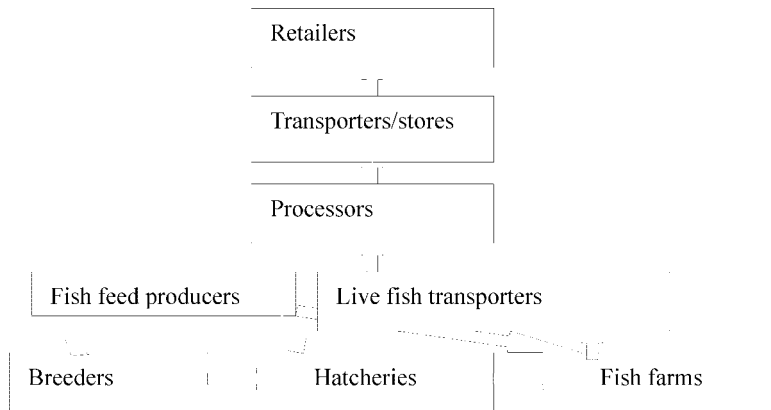 Retailers
Transporters/stores
Processors
Fish feed producers
Live fish transporters
Breeders
Hatcheries
Fish farms